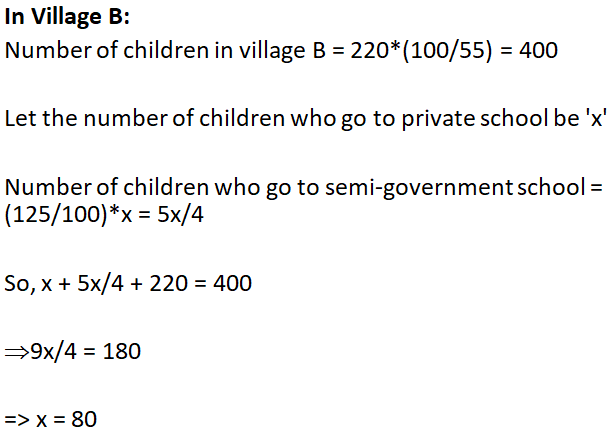 In Village B:
Number of children in village B = 220*(100/55) = 400
Let the number of children who go to private school be 'x'
Number of children who go to semi-government school =
(125/100)*x = 5x/4
So, x + 5x/4 + 220 = 400
⇒9x/4 = 180
=> x = 80